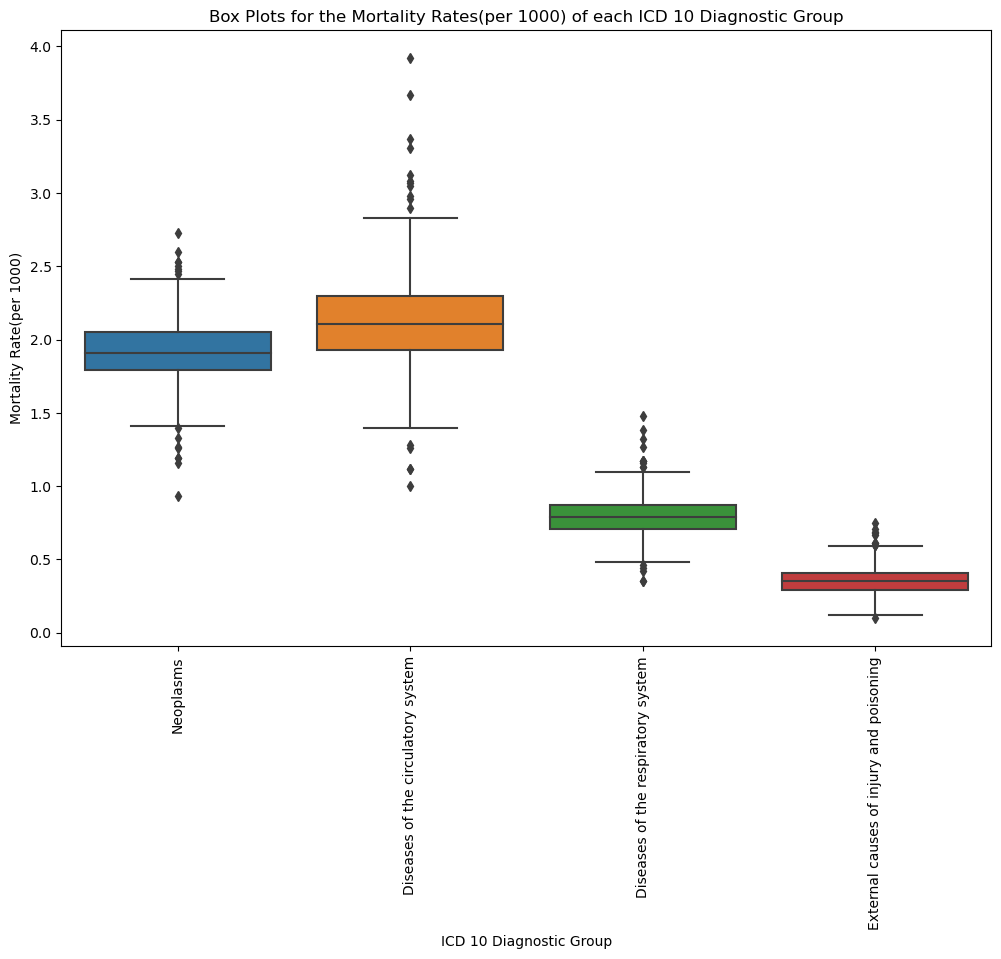 Box Plots for the Mortality Rates(per 1000) of each ICD 10 Diagnostic Group
Mortality Rate(per 1000)
4.0
3.5
3.0
2.5
2.0
1.5
1.0
0.5
0.0
Neoplasms
Diseases of the circulatory system
Diseases of the respiratory system
External causes of injury and poisoning
ICD 10 Diagnostic Group